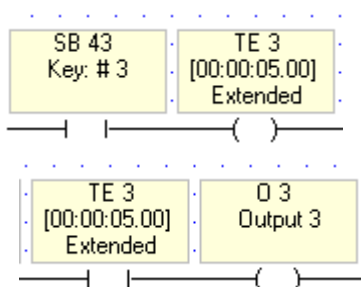 SB 43
Key: # 3
TE 3
[00:00:05.00]
Extended
TE 3
[00:00:05.00]
Extended
O 3
Output 3